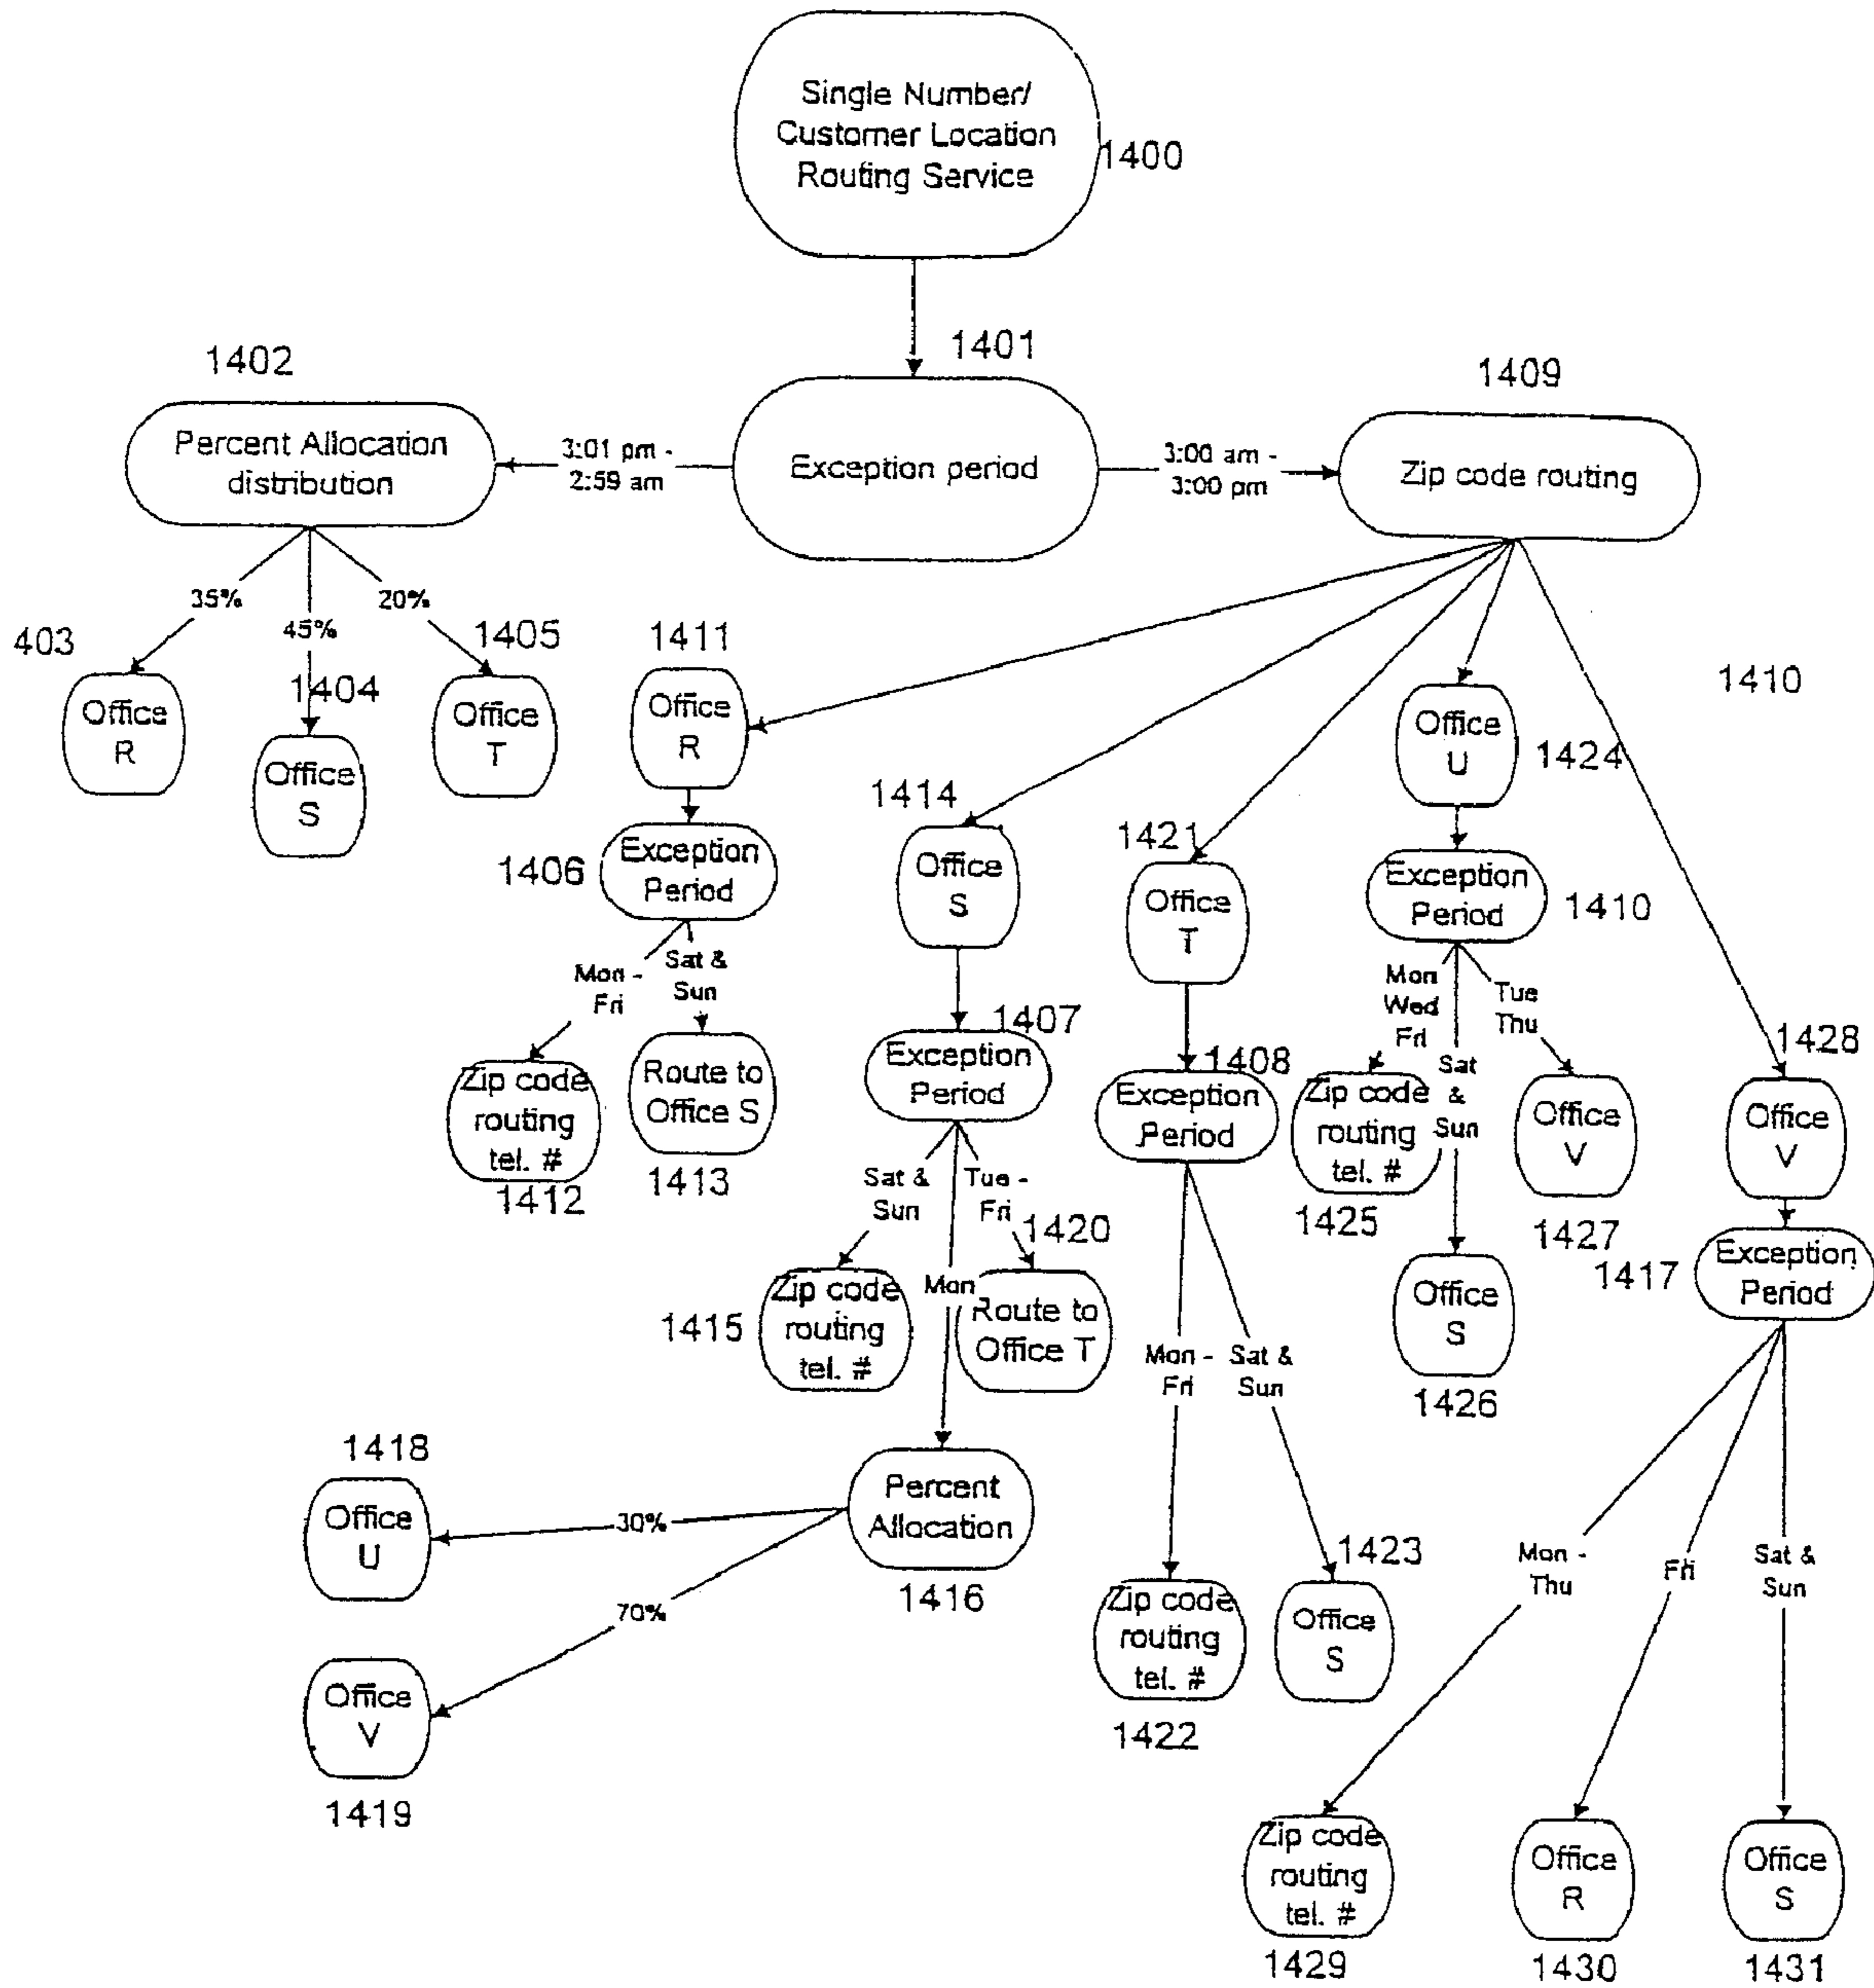 Single Number/
Customer Location
Routing Service
1400
1401
1402
1409
Percent Allocation
distribution
3:01 pm -
2:59 am
Exception period
3:00 am -
3:00 pm
Zip code routing
35%
45%
20%
403
1404
1405
1411
1410
Office
R
Office
S
Office
T
Office
R
Office
U
1424
1414
1406
Exception
Period
Office
S
1421
Office
T
Exception
Period
1410
Mon -
Fri
Sat &
Sun
Mon
Wed
Fri
Sat
&
Sun
Tue
Thu
1407
Exception
Period
1408
Exception
Period
1428
Zip code
routing
tel. #
1412
Route to
Office S
1413
Zip code
routing
tel. #
1425
Office
V
1427
Office
V
Sat &
Sun
Mon
Tue -
Fri
1420
1417
Exception
Period
1415
Zip code
routing
tel. #
Route to
Office T
Office
S
1426
Mon -
Fri
Sat &
Sun
1418
Office
U
30%
Percent
Allocation
1416
70%
Office
V
1419
1423
Zip code
routing
tel. #
1422
Office
S
Mon -
Thu
Fri
Sat &
Sun
Zip code
routing
tel. #
1429
Office
R
1430
Office
S
1431